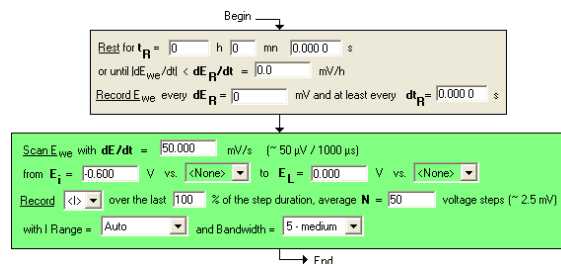 Begin
Rest for tR = 0 h 0 mn 0.000 0 s
or until |dEwe/dt| < dER/dt = 0.0 mV/h
Record Ewe every dER = 0 mV and at least every dtR = 0.000 0 s
Scan Ewe with dE/dt = 50.000 mV/s (~ 50 µV / 1000 µs)
from Ei = -0.600 V vs. <None> to EL = 0.000 V vs. <None>
Record <I> over the last 100 % of the step duration, average N = 50 voltage steps (~ 2.5 mV)
with I Range = Auto and Bandwidth = 5 - medium
End